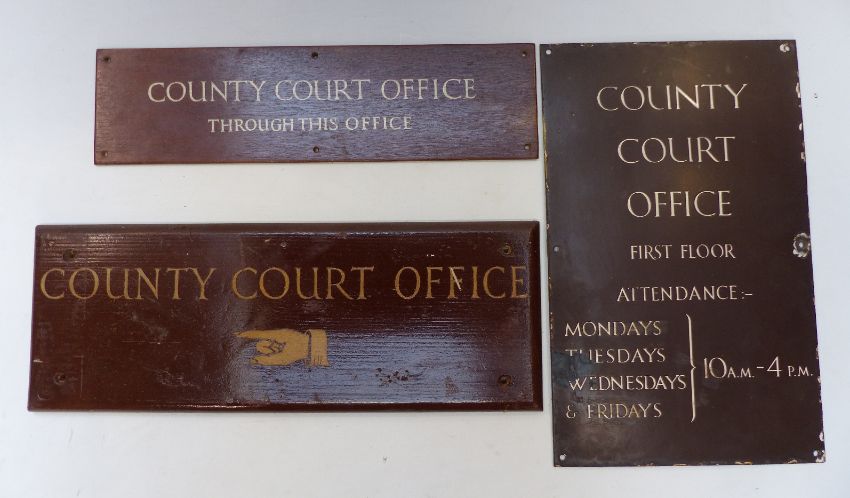 COUNTY COURT OFFICE
THROUGH THIS OFFICE
COUNTY COURT OFFICE
COUNTY
COURT
OFFICE
FIRST FLOOR
ATTENDANCE:-
MONDAYS
TUESDAYS
WEDNESDAYS
& FRIDAYS
10 A.M. - 4 P.M.